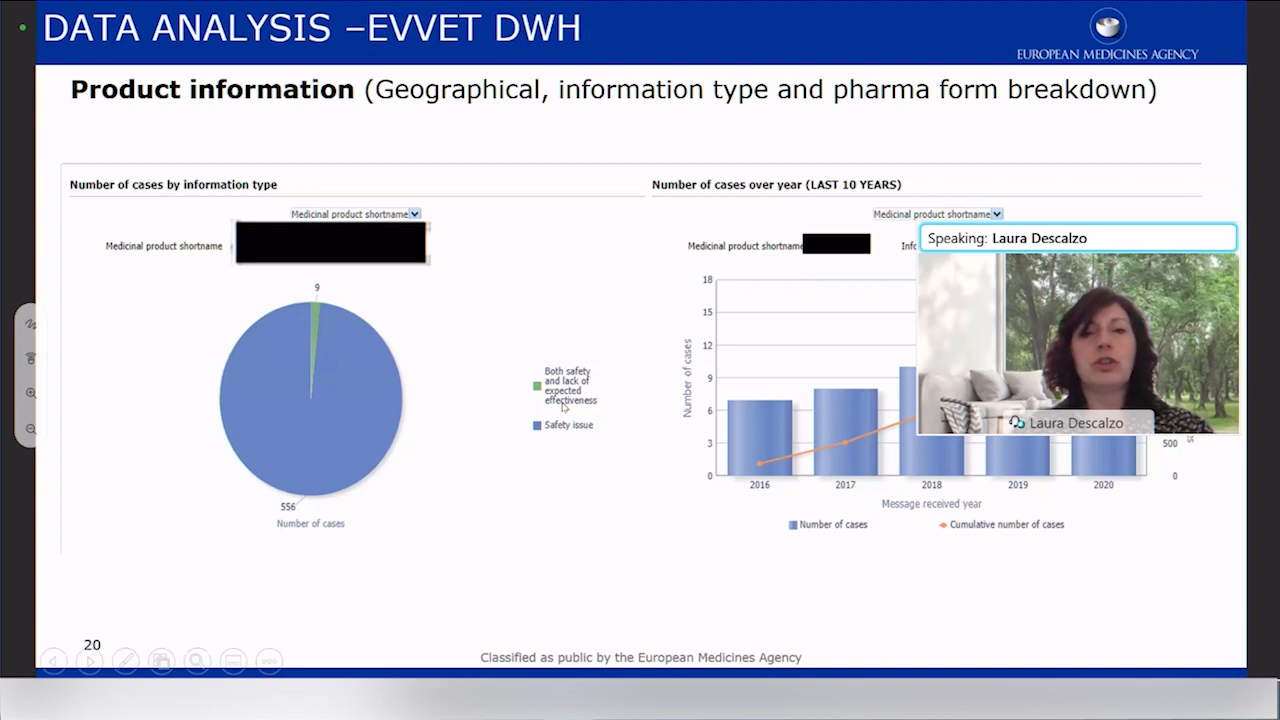 DATA ANALYSIS –EVVET DWH
EUROPEAN MEDICINES AGENCY
Product information (Geographical, information type and pharma form breakdown)
Number of cases by information type
Medicinal product shortname
Medicinal product shortname
9
556
Number of cases
Both safety
and lack of
expected
effectiveness
Safety issue
Number of cases over year (LAST 10 YEARS)
Medicinal product shortname
Medicinal product shortname
Speaking: Laura Descalzo
Laura Descalzo
Number of cases
18
15
12
9
6
3
0
500
0
2016 2017 2018 2019 2020
Message received year
Number of cases Cumulative number of cases
20
Classified as public by the European Medicines Agency